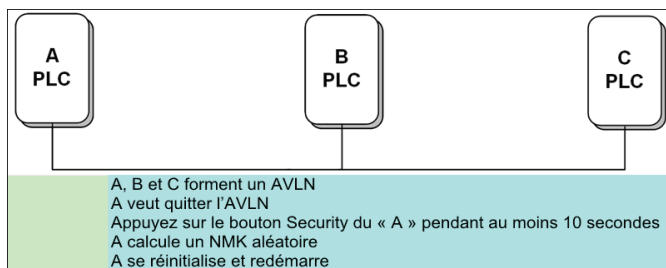 A
PLC
B
PLC
C
PLC
A, B et C forment un AVLN
A veut quitter l'AVLN
Appuyez sur le bouton Security du « A » pendant au moins 10 secondes
A calcule un NMK aléatoire
A se réinitialise et redémarre